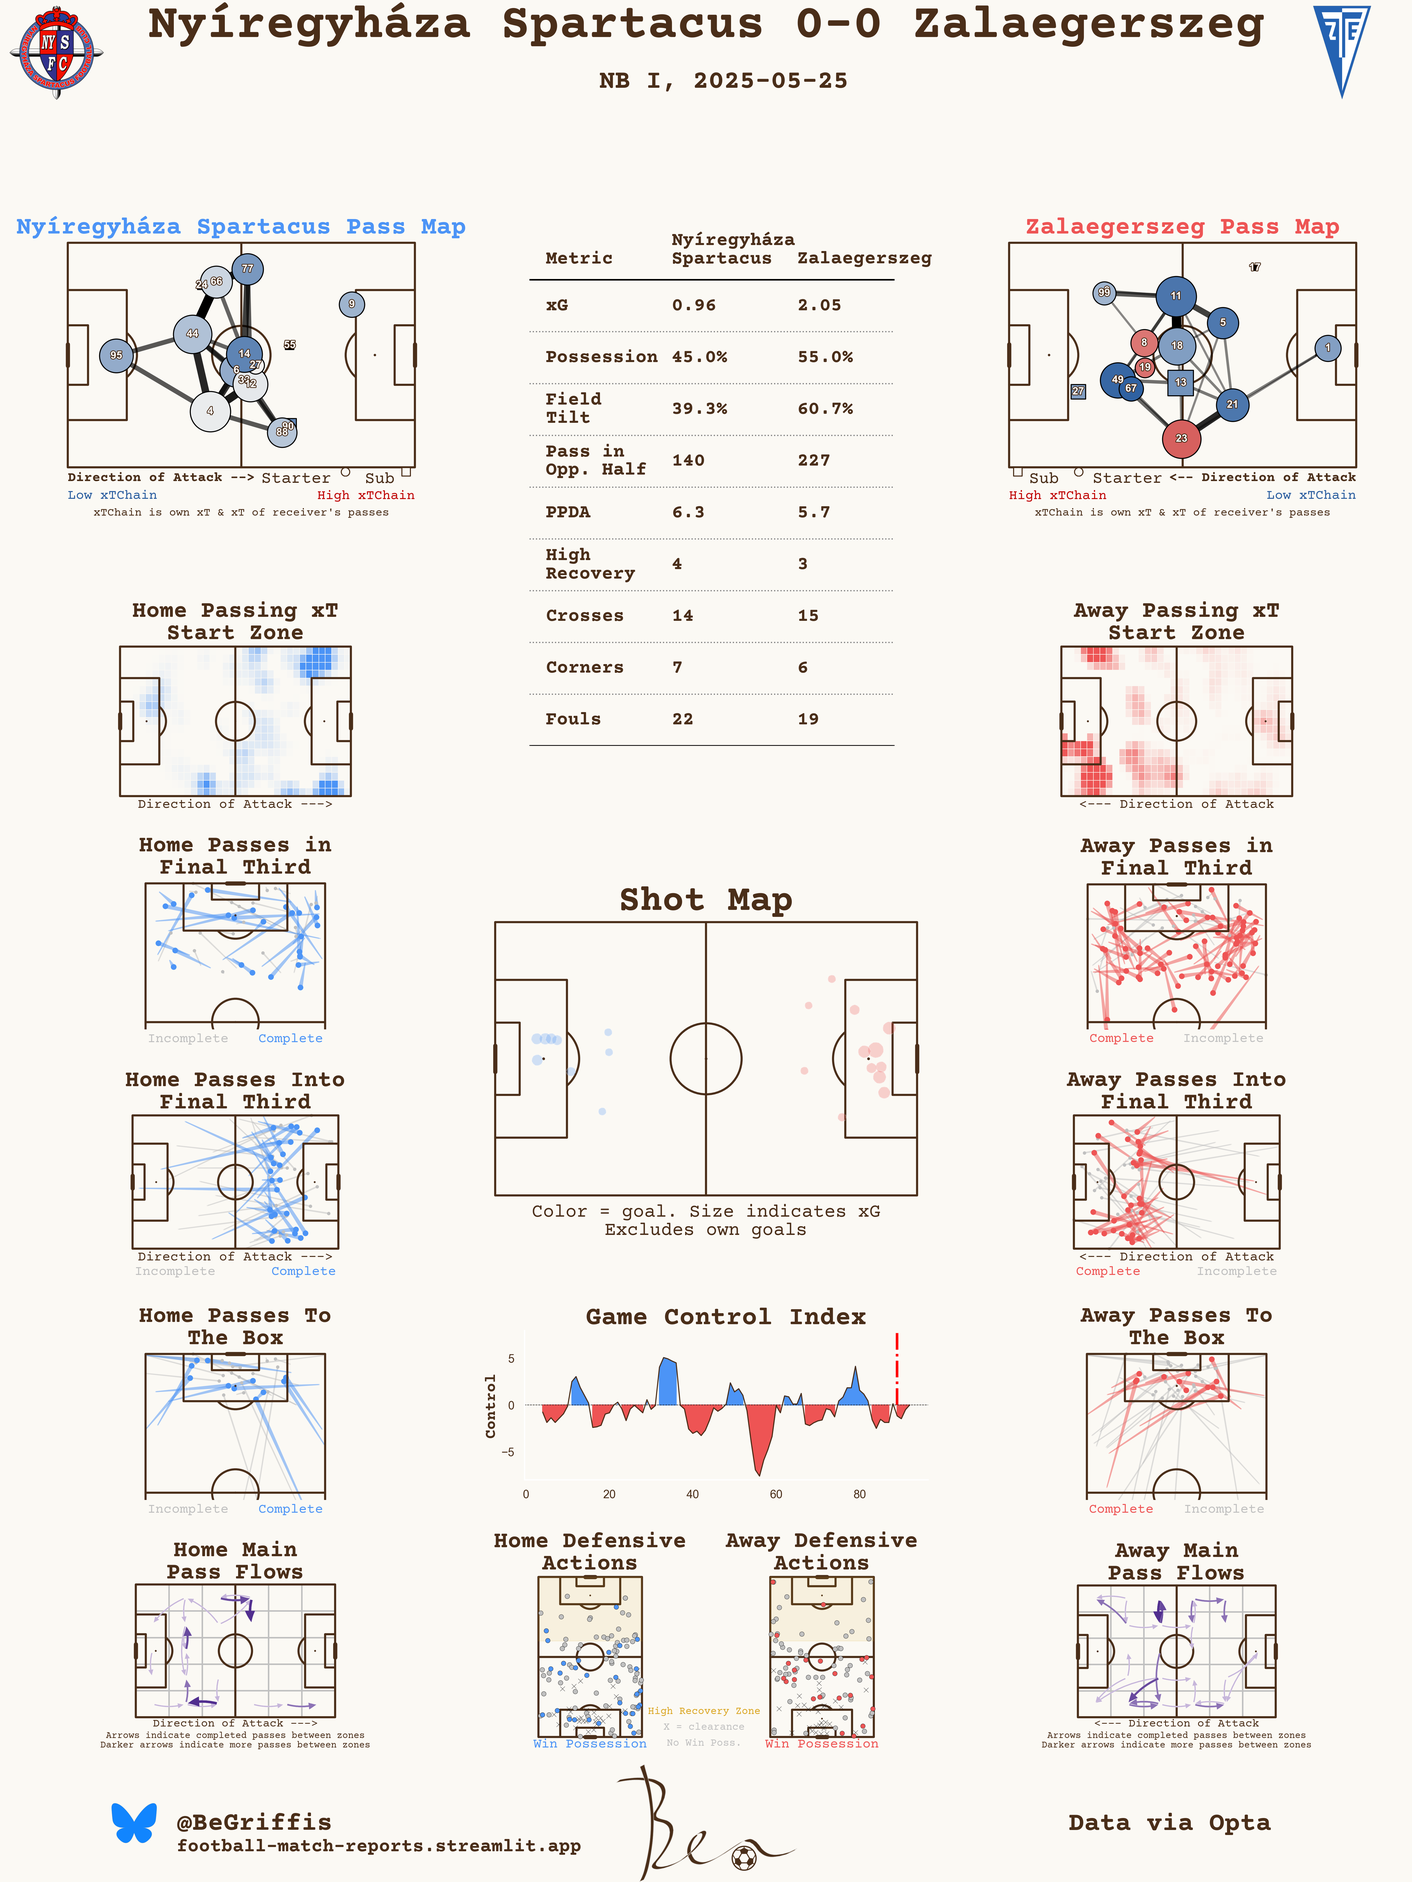 Nyíregyháza Spartacus 0-0 Zalaegerszeg
NB I, 2025-05-25
NY S
F C
ZTE
Nyíregyháza Spartacus Pass Map
77
66
24
9
44
55
95
14
27
6
12
4
90
88
Direction of Attack --> Starter Sub
Low xTChain High xTChain
xTChain is own xT & xT of receiver's passes
Nyíregyháza
Metric Spartacus Zalaegerszeg
xG 0.96 2.05
Possession 45.0% 55.0%
Field
Tilt 39.3% 60.7%
Pass in
Opp. Half 140 227
PPDA 6.3 5.7
High
Recovery 4 3
Crosses 14 15
Corners 7 6
Fouls 22 19
Zalaegerszeg Pass Map
17
99
11
5
8
18
1
19
49
67
13
27
21
23
Sub Starter <-- Direction of Attack
High xTChain Low xTChain
xTChain is own xT & xT of receiver's passes
Home Passing xT
Start Zone
Direction of Attack --->
Away Passing xT
Start Zone
<--- Direction of Attack
Home Passes in
Final Third
Incomplete Complete
Away Passes in
Final Third
Complete Incomplete
Shot Map
Color = goal. Size indicates xG
Excludes own goals
Home Passes Into
Final Third
Direction of Attack --->
Incomplete Complete
Away Passes Into
Final Third
<--- Direction of Attack
Complete Incomplete
Home Passes To
The Box
Incomplete Complete
Game Control Index
Control
5
0
−5
0 20 40 60 80
Away Passes To
The Box
Complete Incomplete
Home Main
Pass Flows
Direction of Attack --->
Arrows indicate completed passes between zones
Darker arrows indicate more passes between zones
Home Defensive
Actions
Win Possession
Away Defensive
Actions
Win Possession
High Recovery Zone
X = clearance
No Win Poss.
Away Main
Pass Flows
<--- Direction of Attack
Arrows indicate completed passes between zones
Darker arrows indicate more passes between zones
@BeGriffis
football-match-reports.streamlit.app
Ben
Data via Opta